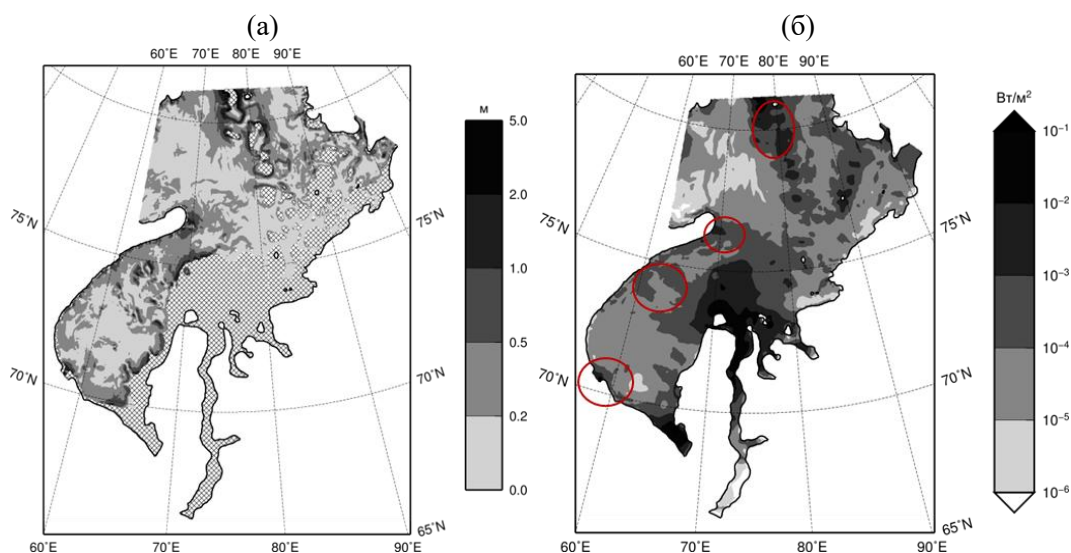 (а) (б)
60°E 70°E 80°E 90°E
60°E 70°E 80°E 90°E
м
5.0
2.0
1.0
0.5
0.2
0.0
Вт/м²
10⁻¹
10⁻²
10⁻³
10⁻⁴
10⁻⁵
10⁻⁶
75°N 75°N
70°N 70°N
65°N
60°E 70°E 80°E 90°E
75°N 75°N
70°N 70°N
65°N
60°E 70°E 80°E 90°E